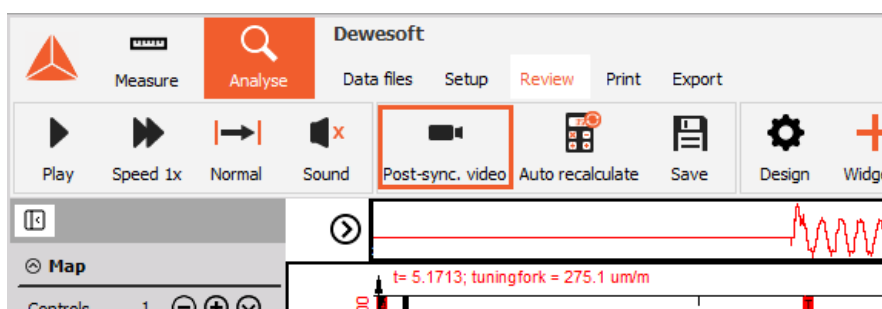 Dewesoft
Measure Analyse Data files Setup Review Print Export
Play Speed 1x Normal Sound Post-sync. video Auto recalculate Save Design Widg
Map
t= 5.1713; tuningfork = 275.1 um/m
Controls 1